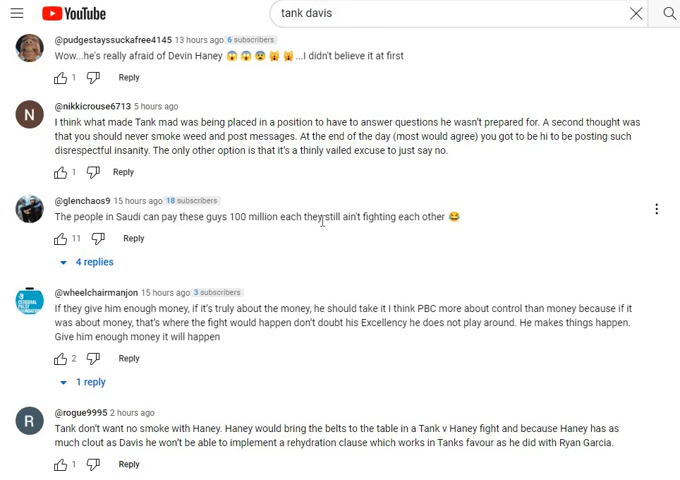 YouTube
tank davis
@pudgestayssuckafree4145 13 hours ago 6 subscribers
Wow...he's really afraid of Devin Haney 😱😱😨🙀🙀...I didn't believe it at first
1 Reply
N
@nikkicrouse6713 5 hours ago
I think what made Tank mad was being placed in a position to have to answer questions he wasn't prepared for. A second thought was
that you should never smoke weed and post messages. At the end of the day (most would agree) you got to be hi to be posting such
disrespectful insanity. The only other option is that it's a thinly vailed excuse to just say no.
1 Reply
@glenchaos9 15 hours ago 18 subscribers
The people in Saudi can pay these guys 100 million each they still ain't fighting each other 😂
11 Reply
4 replies
@wheelchairmanjon 15 hours ago 3 subscribers
If they give him enough money, if it's truly about the money, he should take it I think PBC more about control than money because if it
was about money, that's where the fight would happen don't doubt his Excellency he does not play around. He makes things happen.
Give him enough money it will happen
2 Reply
1 reply
R
@rogue9995 2 hours ago
Tank don't want no smoke with Haney. Haney would bring the belts to the table in a Tank v Haney fight and because Haney has as
much clout as Davis he won't be able to implement a rehydration clause which works in Tanks favour as he did with Ryan Garcia.
1 Reply